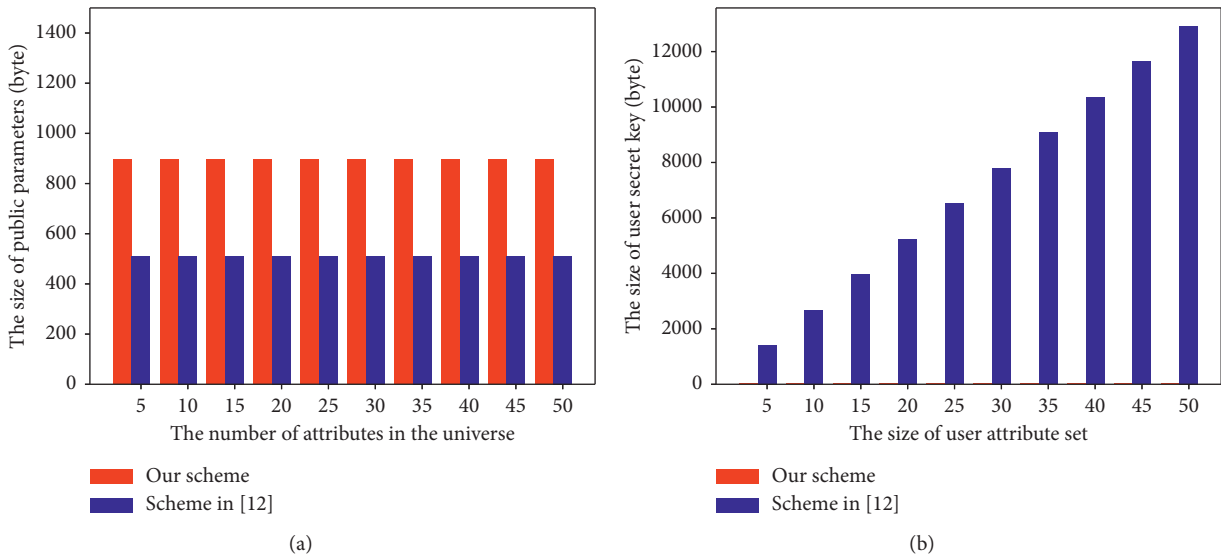 The size of public parameters (byte)
1400
1200
1000
800
600
400
200
0
5 10 15 20 25 30 35 40 45 50
The number of attributes in the universe
Our scheme
Scheme in [12]
(a)
The size of user secret key (byte)
12000
10000
8000
6000
4000
2000
0
5 10 15 20 25 30 35 40 45 50
The size of user attribute set
Our scheme
Scheme in [12]
(b)